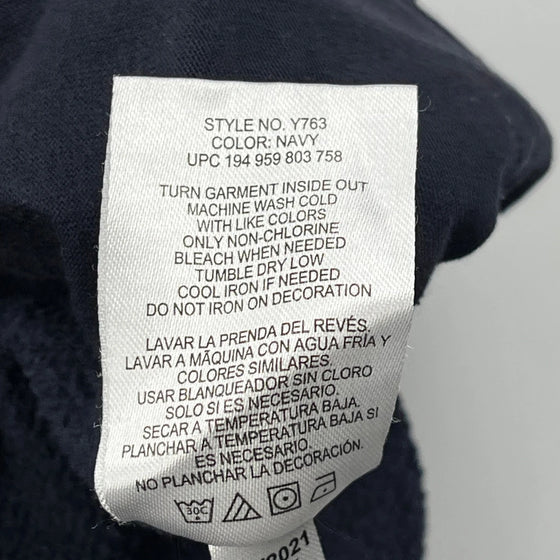 STYLE NO. Y763
COLOR: NAVY
UPC 194 959 803 758
TURN GARMENT INSIDE OUT
MACHINE WASH COLD
WITH LIKE COLORS
ONLY NON-CHLORINE
BLEACH WHEN NEEDED
TUMBLE DRY LOW
COOL IRON IF NEEDED
DO NOT IRON ON DECORATION
LAVAR LA PRENDA DEL REVÉS.
LAVAR A MÃQUINA CON AGUA FRÍA Y
COLORES SIMILARES.
USAR BLANQUEADOR SIN CLORO
SOLO SI ES NECESARIO.
SECAR A TEMPERATURA BAJA.
PLANCHAR A TEMPERATURA BAJA SI
ES NECESARIO.
NO PLANCHAR LA DECORACIÓN.
30C
2021